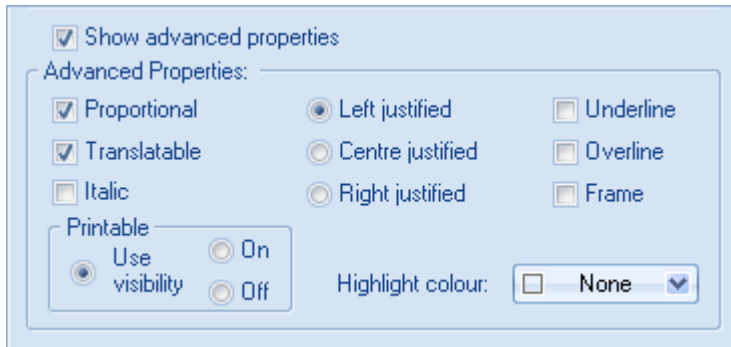 Show advanced properties
Advanced Properties:
Proportional Left justified Underline
Translatable Centre justified Overline
Italic Right justified Frame
Printable
Use visibility On Off
Highlight colour: None